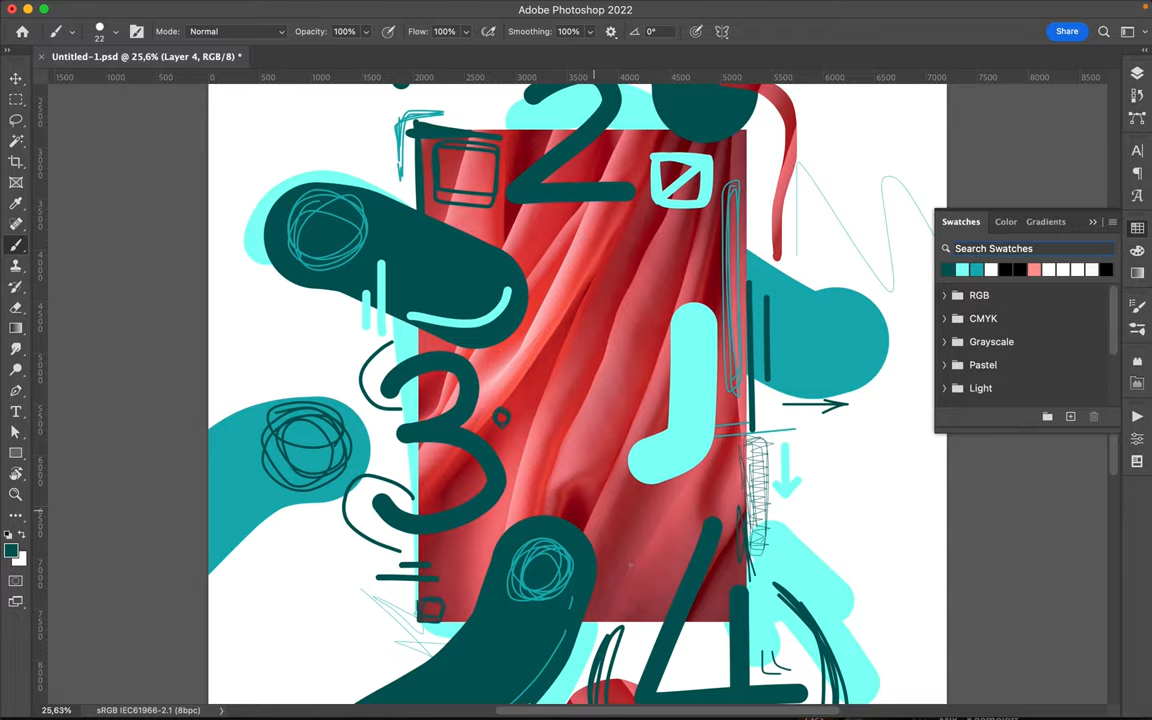 Adobe Photoshop 2022
22 Mode: Normal Opacity: 100% Flow: 100% Smoothing: 100% 0° Share
Untitled-1.psd @ 25,6% (Layer 4, RGB/8) *
1500 1000 500 0 500 1000 1500 2000 2500 3000 3500 4000 4500 5000 5500 6000 6500 7000 7500 8000 8500
2
3
4
Swatches Color Gradients
Search Swatches
RGB
CMYK
Grayscale
Pastel
Light
25,63% sRGB IEC61966-2.1 (8bpc)